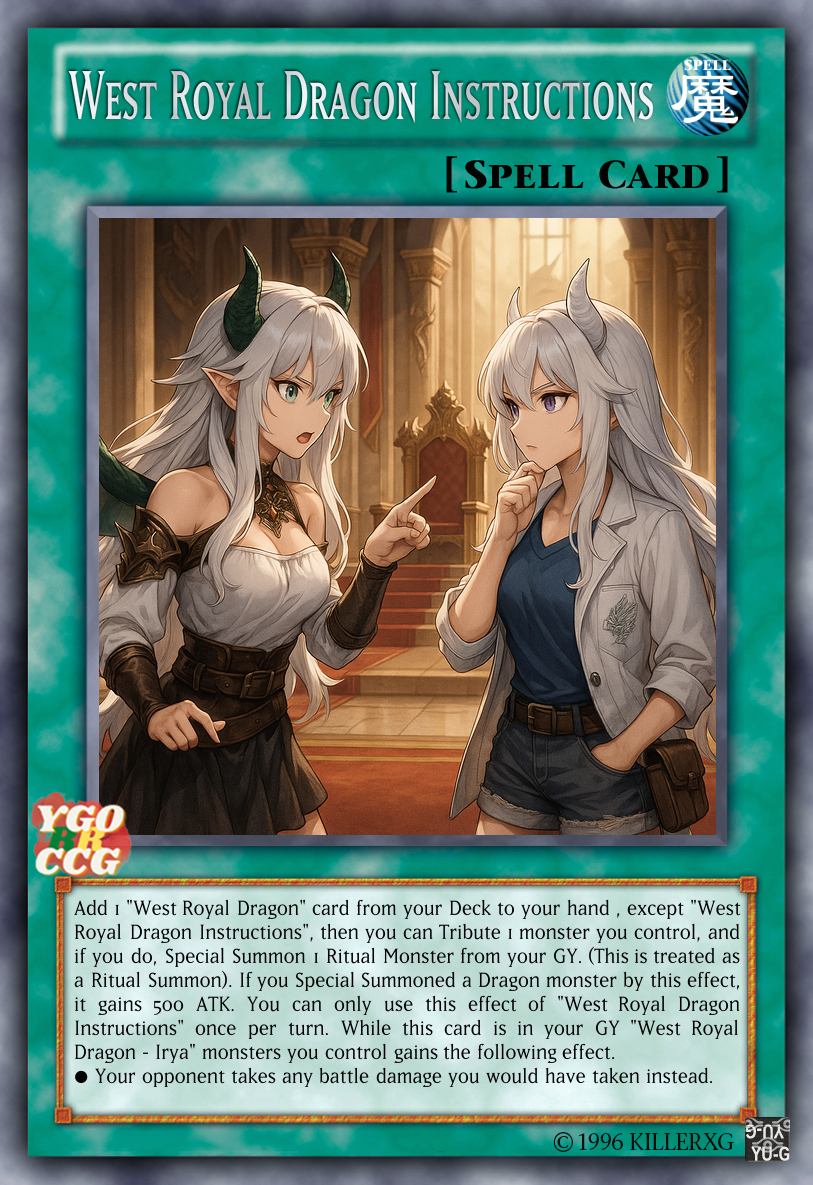 West Royal Dragon Instructions
SPELL
魔
[Spell Card]
YGO
BR
CCG
Add 1 "West Royal Dragon" card from your Deck to your hand , except "West
Royal Dragon Instructions", then you can Tribute 1 monster you control, and
if you do, Special Summon 1 Ritual Monster from your GY. (This is treated as
a Ritual Summon). If you Special Summoned a Dragon monster by this effect,
it gains 500 ATK. You can only use this effect of "West Royal Dragon
Instructions" once per turn. While this card is in your GY "West Royal
Dragon - Irya" monsters you control gains the following effect.
● Your opponent takes any battle damage you would have taken instead.
© 1996 KILLERXG
YU-G